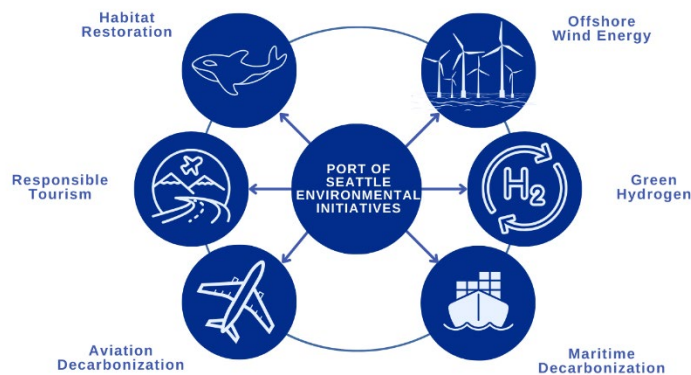 Habitat
Restoration
Offshore
Wind Energy
Responsible
Tourism
PORT OF
SEATTLE
ENVIRONMENTAL
INITIATIVES
H2
Green
Hydrogen
Aviation
Decarbonization
Maritime
Decarbonization